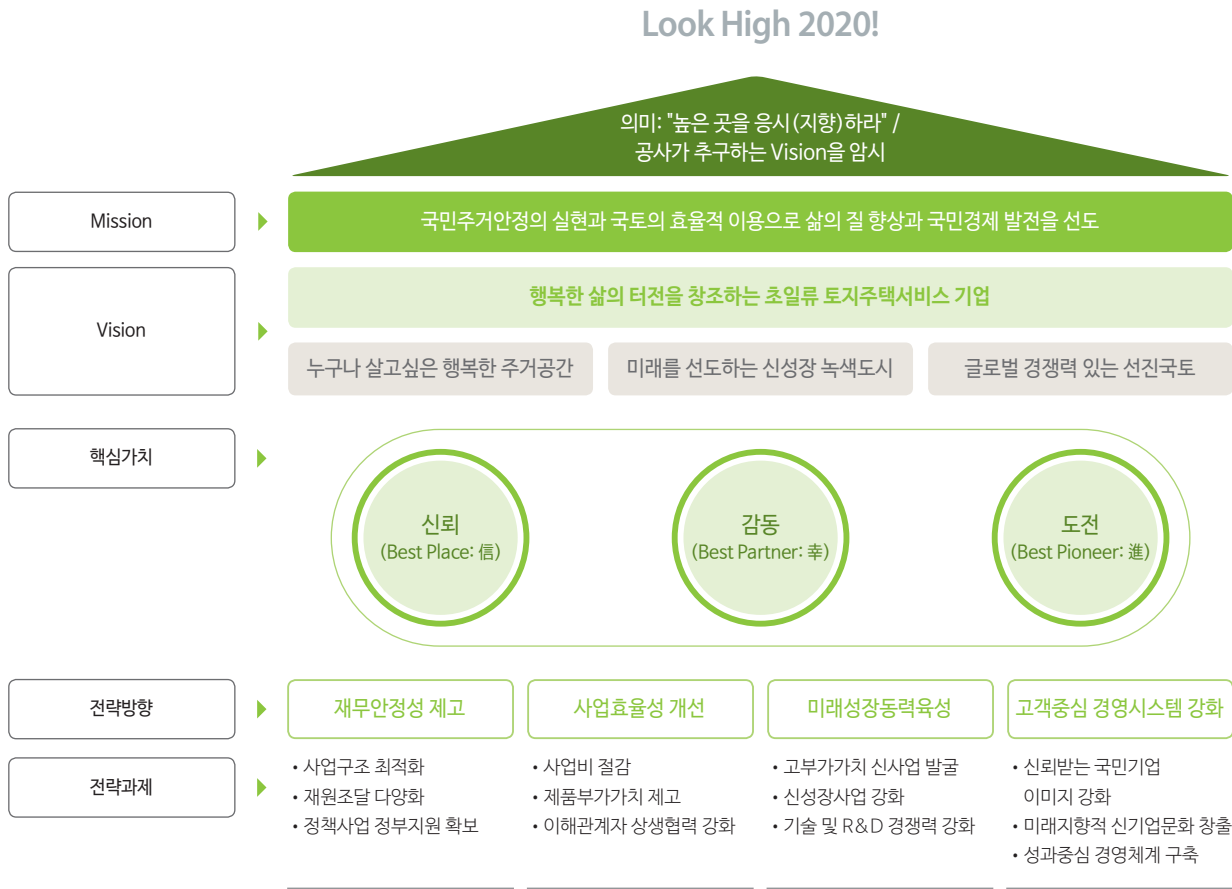 Look High 2020!
의미: "높은 곳을 응시(지향)하라" /
공사가 추구하는 Vision을 암시
Mission
국민주거안정의 실현과 국토의 효율적 이용으로 삶의 질 향상과 국민경제 발전을 선도
Vision
행복한 삶의 터전을 창조하는 초일류 토지주택서비스 기업
누구나 살고싶은 행복한 주거공간
미래를 선도하는 신성장 녹색도시
글로벌 경쟁력 있는 선진국토
핵심가치
신뢰
(Best Place: 信)
감동
(Best Partner: 幸)
도전
(Best Pioneer: 進)
전략방향
재무안정성 제고
사업효율성 개선
미래성장동력육성
고객중심 경영시스템 강화
전략과제
• 사업구조 최적화
• 재원조달 다양화
• 정책사업 정부지원 확보
• 사업비 절감
• 제품부가가치 제고
• 이해관계자 상생협력 강화
• 고부가가치 신사업 발굴
• 신성장사업 강화
• 기술 및 R&D 경쟁력 강화
• 신뢰받는 국민기업
이미지 강화
• 미래지향적 신기업문화 창출
• 성과중심 경영체계 구축